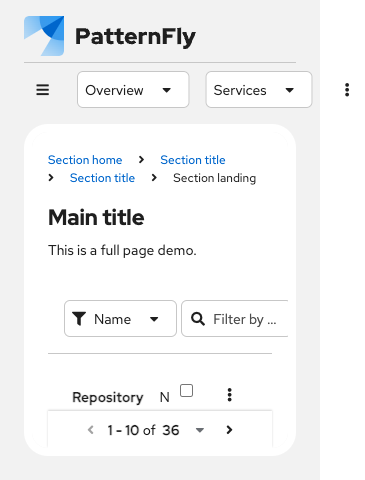 PatternFly
Overview Services
Section home Section title
Section title Section landing
Main title
This is a full page demo.
Name Filter by ...
Repository N
1 - 10 of 36